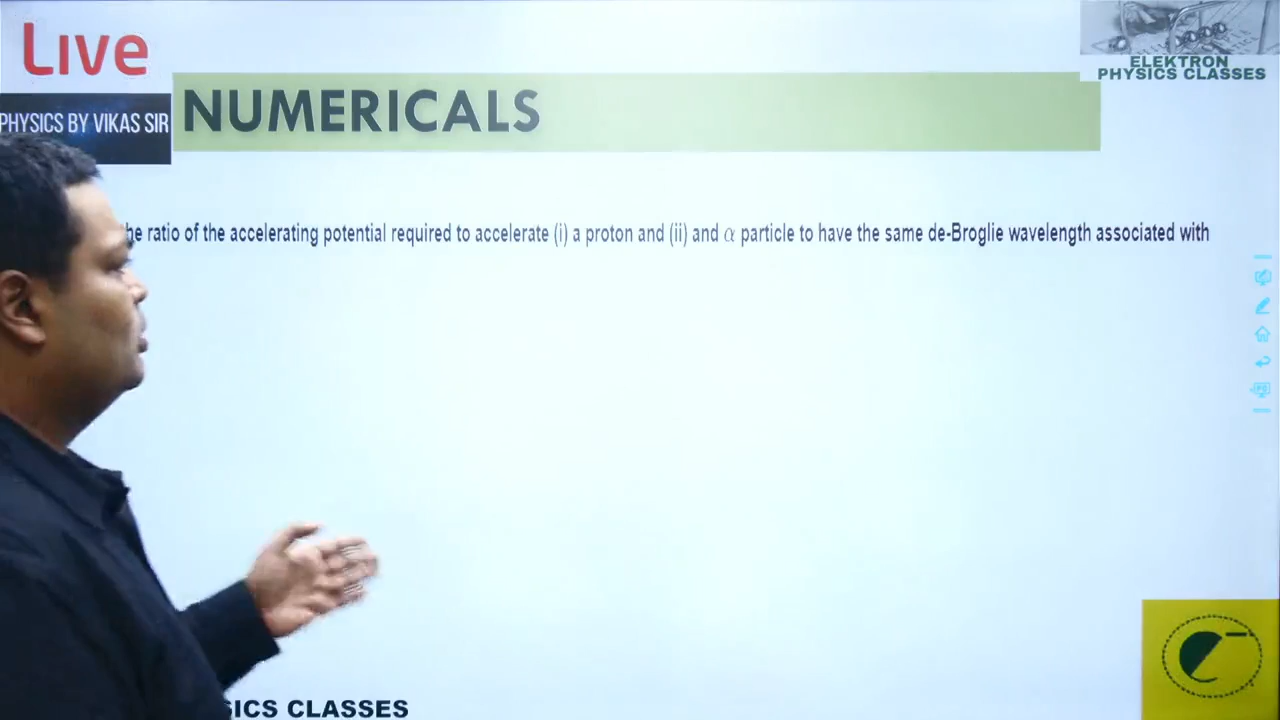 Live
ELEKTRON
PHYSICS CLASSES
PHYSICS BY VIKAS SIR
NUMERICALS
he ratio of the accelerating potential required to accelerate (i) a proton and (ii) and α particle to have the same de-Broglie wavelength associated with
SICS CLASSES